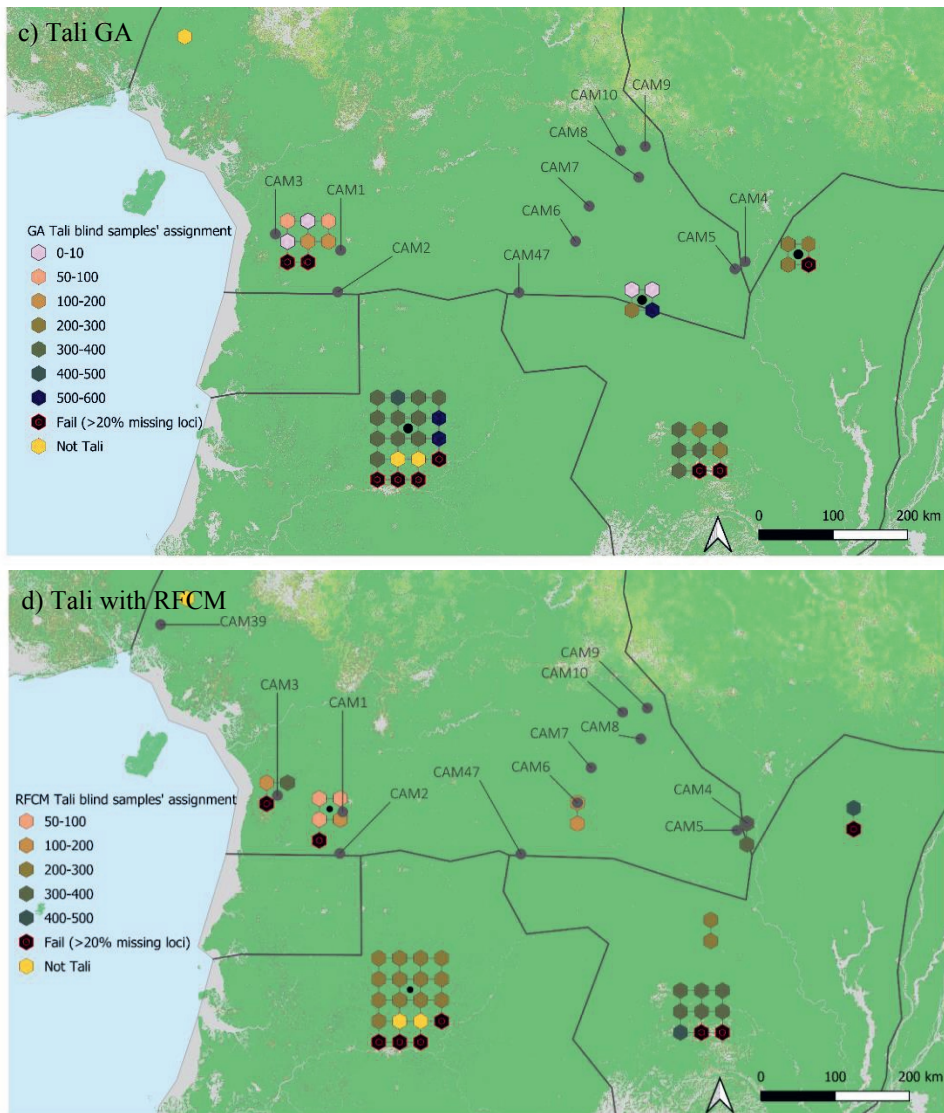 c) Tali GA
CAM10
CAM9
CAM8
CAM7
CAM3
CAM1
CAM4
CAM6
CAM5
CAM2
CAM47
GA Tali blind samples' assignment
0-10
50-100
100-200
200-300
300-400
400-500
500-600
Fail (>20% missing loci)
Not Tali
0
100
200 km
d) Tali with RFCM
CAM39
CAM9
CAM10
CAM3
CAM1
CAM7
CAM8
CAM47
CAM6
CAM2
CAM4
CAM5
RFCM Tali blind samples' assignment
50-100
100-200
200-300
300-400
400-500
Fail (>20% missing loci)
Not Tali
0
100
200 km